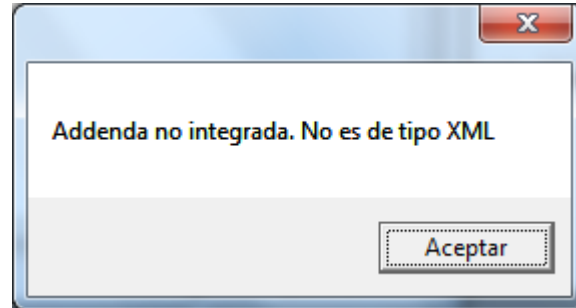 Addenda no integrada. No es de tipo XML
Aceptar